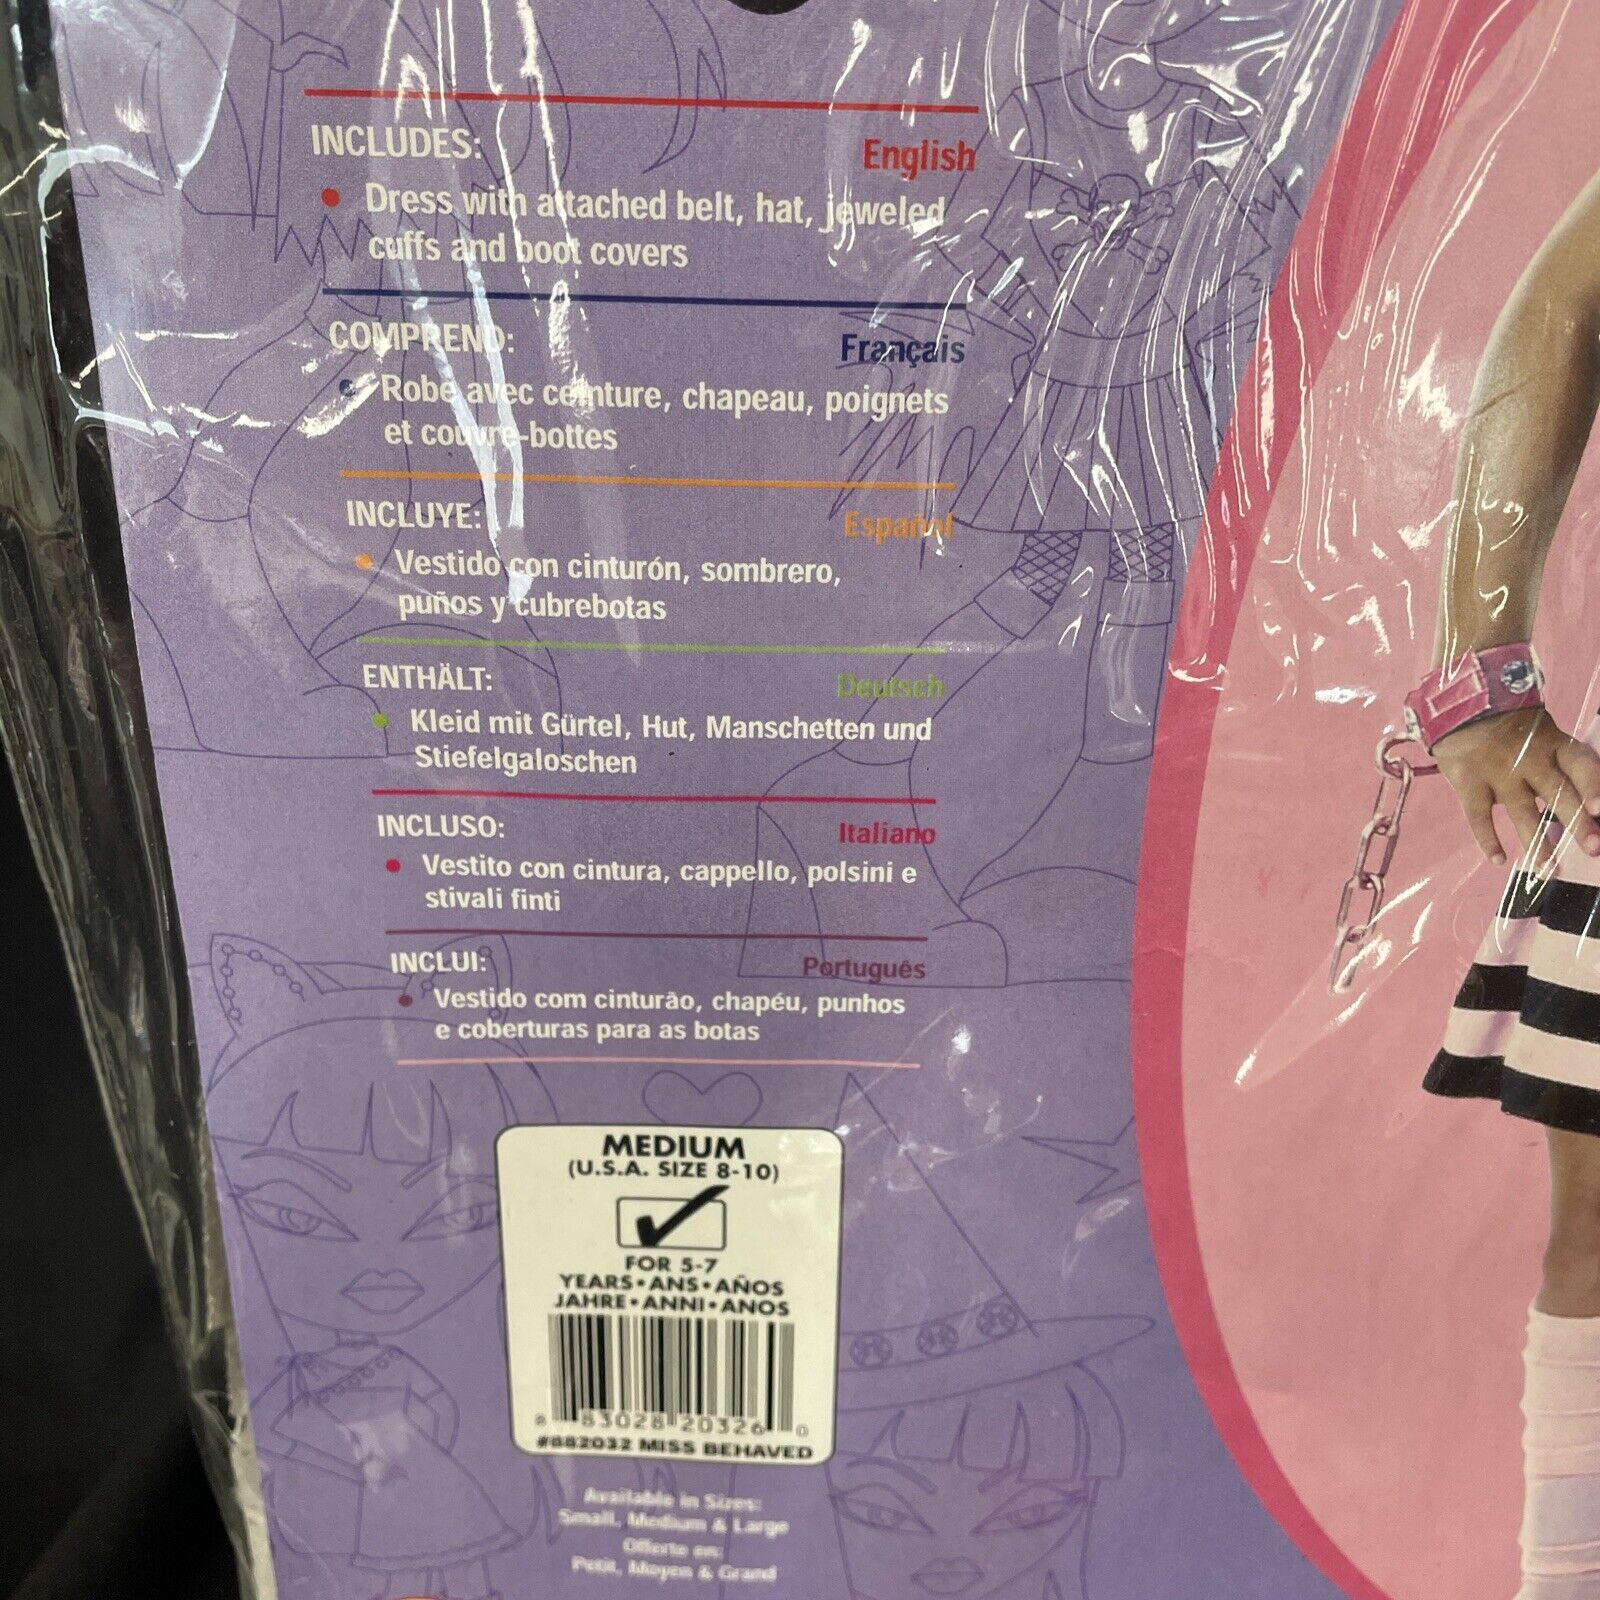 INCLUDES:
English
• Dress with attached belt, hat, jeweled
cuffs and boot covers
COMPREND:
Français
• Robe avec ceinture, chapeau, poignets
et couvre-bottes
INCLUYE:
Español
• Vestido con cinturón, sombrero,
puños y cubrebotas
ENTHÄLT:
Deutsch
• Kleid mit Gürtel, Hut, Manschetten und
Stiefelgaloschen
INCLUSO:
Italiano
• Vestito con cintura, cappello, polsini e
stivali finti
INCLUI:
Português
• Vestido com cinturão, chapéu, punhos
e coberturas para as botas
MEDIUM
(U.S.A. SIZE 8-10)
FOR 5-7
YEARS•ANS•AÑOS
JAHRE•ANNI•ANOS
8 83028 20326 0
#882032 MISS BEHAVED
Available in Sizes:
Small, Medium & Large
Offerte en:
Petit, Moyen & Grand